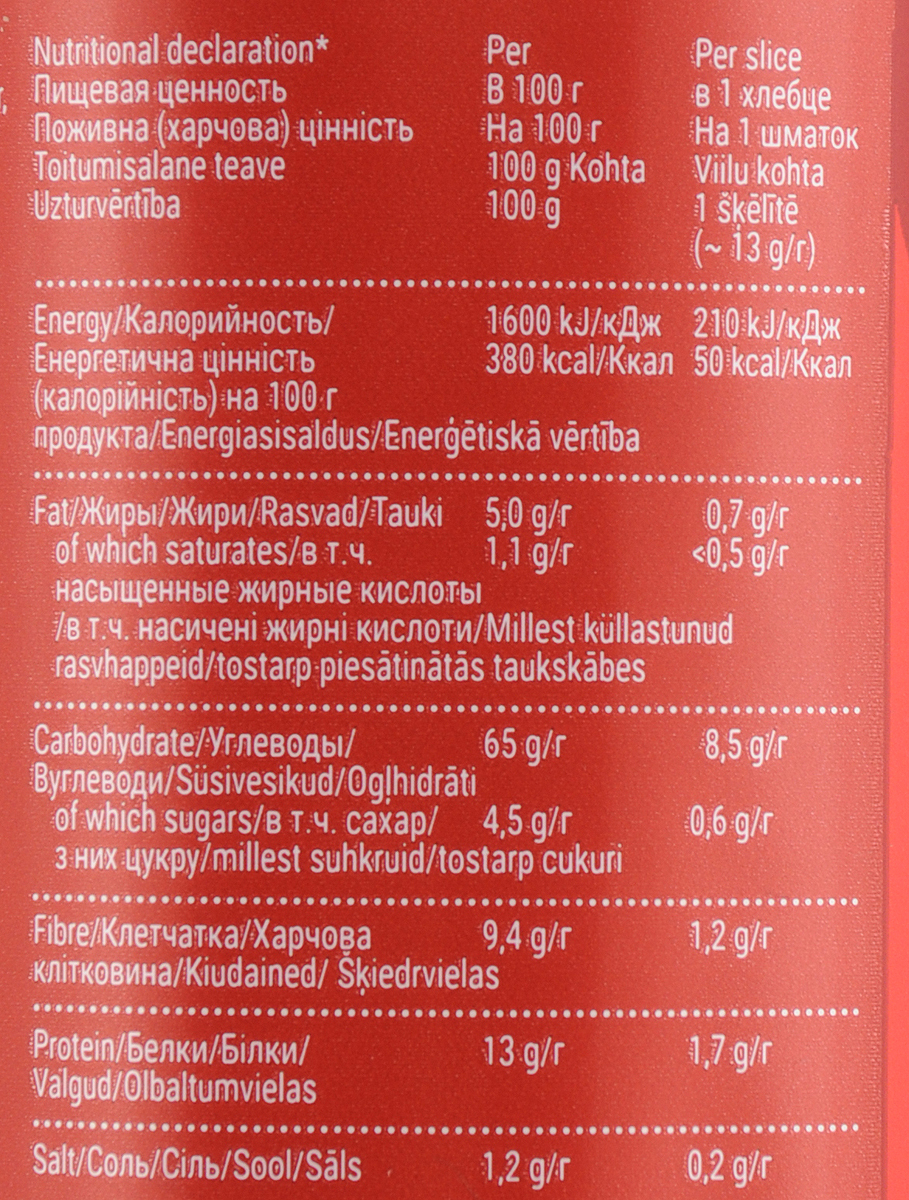 Nutritional declaration* Per Per slice
Пищевая ценность В 100 г в 1 хлебце
Поживна (харчова) цінність На 100 г На 1 шматок
Toitumisalane teave 100 g Kohta Viilu kohta
Uzturvērtība 100 g 1 šķēlītē
(~ 13 g/г)
Energy/Калорийность/ 1600 kJ/кДж 210 kJ/кДж
Енергетична цінність 380 kcal/Ккал 50 kcal/Ккал
(калорійність) на 100 г
продукта/Energiasisaldus/Enerģētiskā vērtība
Fat/Жиры/Жири/Rasvad/Tauki 5,0 g/г 0,7 g/г
of which saturates/в т.ч. 1,1 g/г <0,5 g/г
насыщенные жирные кислоты
/в т.ч. насичені жирні кислоти/Millest küllastunud
rasvhappeid/tostarp piesātinātās taukskābes
Carbohydrate/Углеводы/ 65 g/г 8,5 g/г
Вуглеводи/Süsivesikud/Ogļhidrāti
of which sugars/в т.ч. сахар/ 4,5 g/г 0,6 g/г
з них цукру/millest suhkruid/tostarp cukuri
Fibre/Клетчатка/Харчова 9,4 g/г 1,2 g/г
клітковина/Kiudained/ Šķiedrvielas
Protein/Белки/Білки/ 13 g/г 1,7 g/г
Valgud/Olbaltumvielas
Salt/Соль/Сіль/Sool/Sāls 1,2 g/г 0,2 g/г